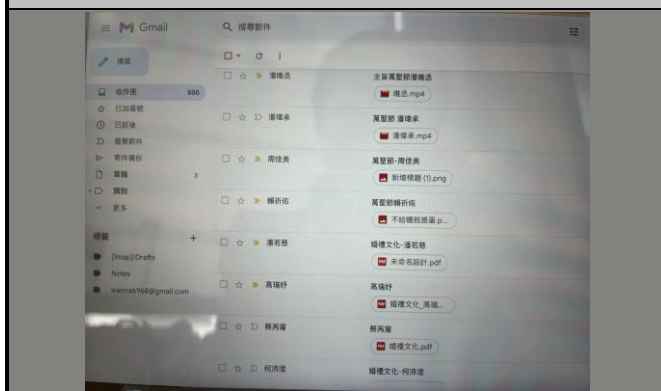 Gmail
搜尋郵件
撰寫
收件匣 600
已加星號
已延後
重要郵件
寄件備份
草稿 3
類別
更多
標籤 +
[Imap]/Drafts
Notes
wanna6968@gmail.com
潘唯丞 主旨萬聖節潘唯丞
唯丞.mp4
潘瑋承 萬聖節 潘瑋承
潘偉承.mp4
周佳美 萬聖節-周佳美
新增標題 (1).png
賴祈佑 萬聖節賴祈佑
不給糖就搗蛋.p...
潘若慈 婚禮文化-潘若慈
未命名設計.pdf
高瑞妤 高瑞妤
婚禮文化_高瑞...
蔡芮甯 蔡芮甯
婚禮文化.pdf
何沛澄 婚禮文化-何沛澄